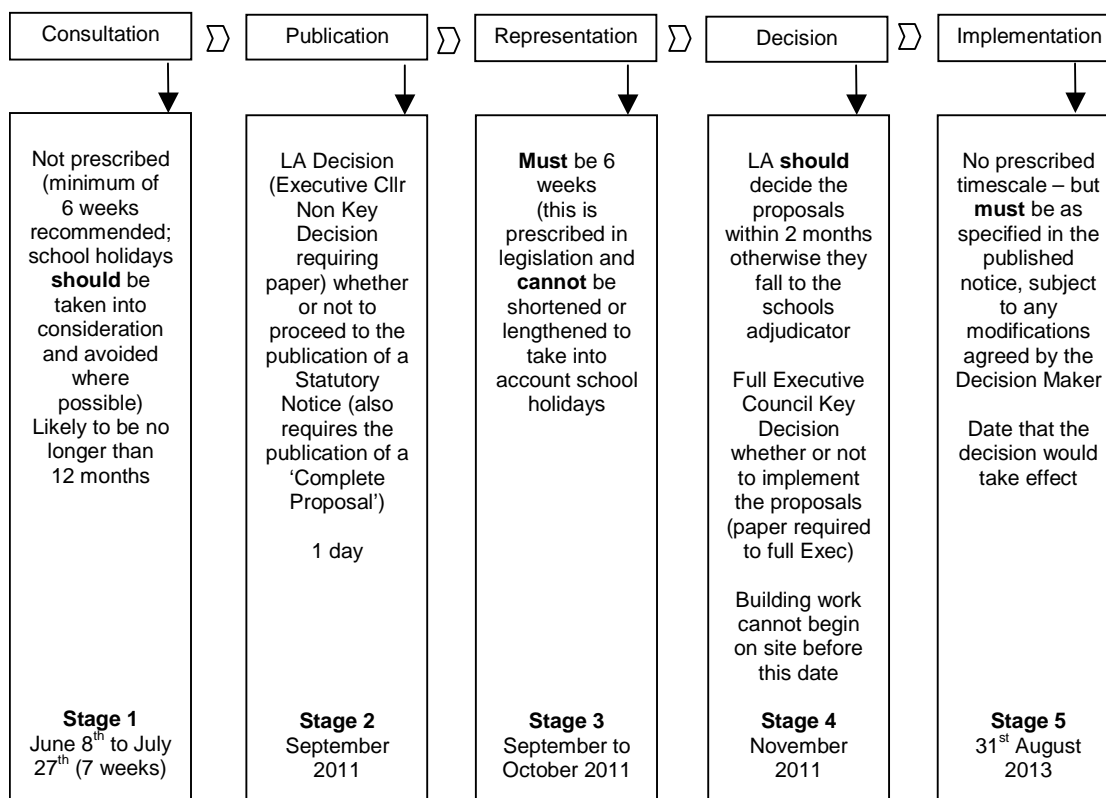 Consultation
Publication
Representation
Decision
Implementation
Not prescribed
(minimum of
6 weeks
recommended;
school holidays
should be
taken into
consideration
and avoided
where
possible)
Likely to be no
longer than
12 months
Stage 1
June 8th to July
27th (7 weeks)
LA Decision
(Executive Cllr
Non Key
Decision
requiring
paper) whether
or not to
proceed to the
publication of a
Statutory
Notice (also
requires the
publication of a
‘Complete
Proposal’)
1 day
Stage 2
September
2011
Must be 6
weeks
(this is
prescribed in
legislation and
cannot be
shortened or
lengthened to
take into
account school
holidays
Stage 3
September to
October 2011
LA should
decide the
proposals
within 2 months
otherwise they
fall to the
schools
adjudicator
Full Executive
Council Key
Decision
whether or not
to implement
the proposals
(paper required
to full Exec)
Building work
cannot begin
on site before
this date
Stage 4
November
2011
No prescribed
timescale – but
must be as
specified in the
published
notice, subject
to any
modifications
agreed by the
Decision Maker
Date that the
decision would
take effect
Stage 5
31st August
2013